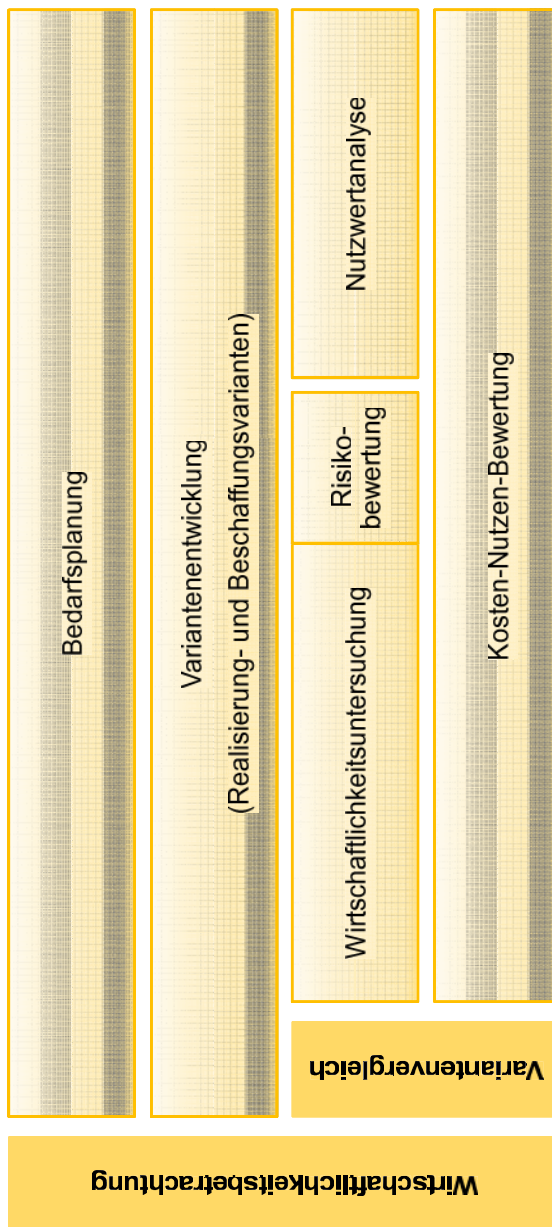 Wirtschaftlichkeitsbetrachtung
Bedarfsplanung
Variantenentwicklung
(Realisierung- und Beschaffungsvarianten)
Variantenvergleich
Wirtschaftlichkeitsuntersuchung
Risiko-
bewertung
Nutzwertanalyse
Kosten-Nutzen-Bewertung